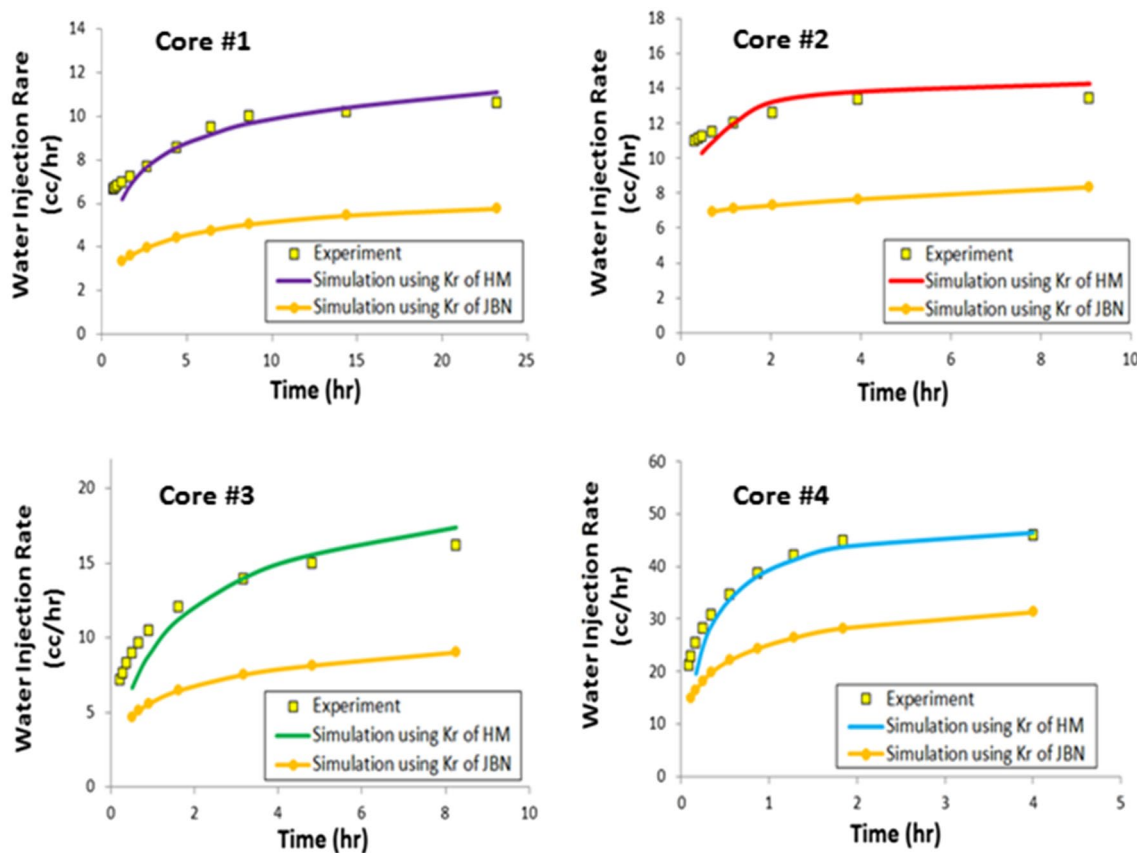 Core #1
Water Injection Rare
(cc/hr)
14
12
10
8
6
4
2
0
Experiment
Simulation using Kr of HM
Simulation using Kr of JBN
0 5 10 15 20 25
Time (hr)
Core #2
Water Injection Rate
(cc/hr)
18
16
14
12
10
8
6
4
2
0
Experiment
Simulation using Kr of HM
Simulation using Kr of JBN
0 2 4 6 8 10
Time (hr)
Core #3
Water Injection Rate
(cc/hr)
20
15
10
5
0
Experiment
Simulation using Kr of HM
Simulation using Kr of JBN
0 2 4 6 8 10
Time (hr)
Core #4
Water Injection Rate
(cc/hr)
60
50
40
30
20
10
0
Experiment
Simulation using Kr of HM
Simulation using Kr of JBN
0 1 2 3 4 5
Time (hr)